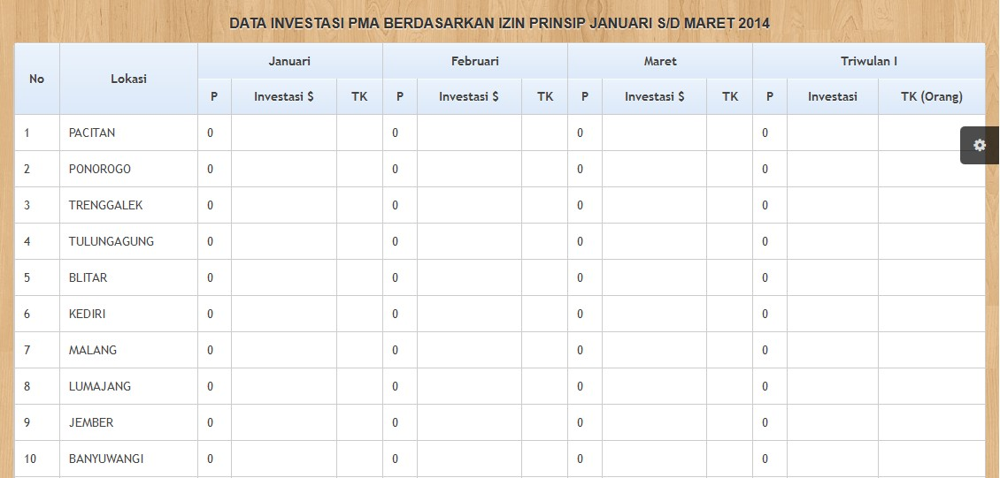 DATA INVESTASI PMA BERDASARKAN IZIN PRINSIP JANUARI S/D MARET 2014
No Lokasi Januari Februari Maret Triwulan I
P Investasi $ TK P Investasi $ TK P Investasi $ TK P Investasi TK (Orang)
1 PACITAN 0 0 0 0
2 PONOROGO 0 0 0 0
3 TRENGGALEK 0 0 0 0
4 TULUNGAGUNG 0 0 0 0
5 BLITAR 0 0 0 0
6 KEDIRI 0 0 0 0
7 MALANG 0 0 0 0
8 LUMAJANG 0 0 0 0
9 JEMBER 0 0 0 0
10 BANYUWANGI 0 0 0 0